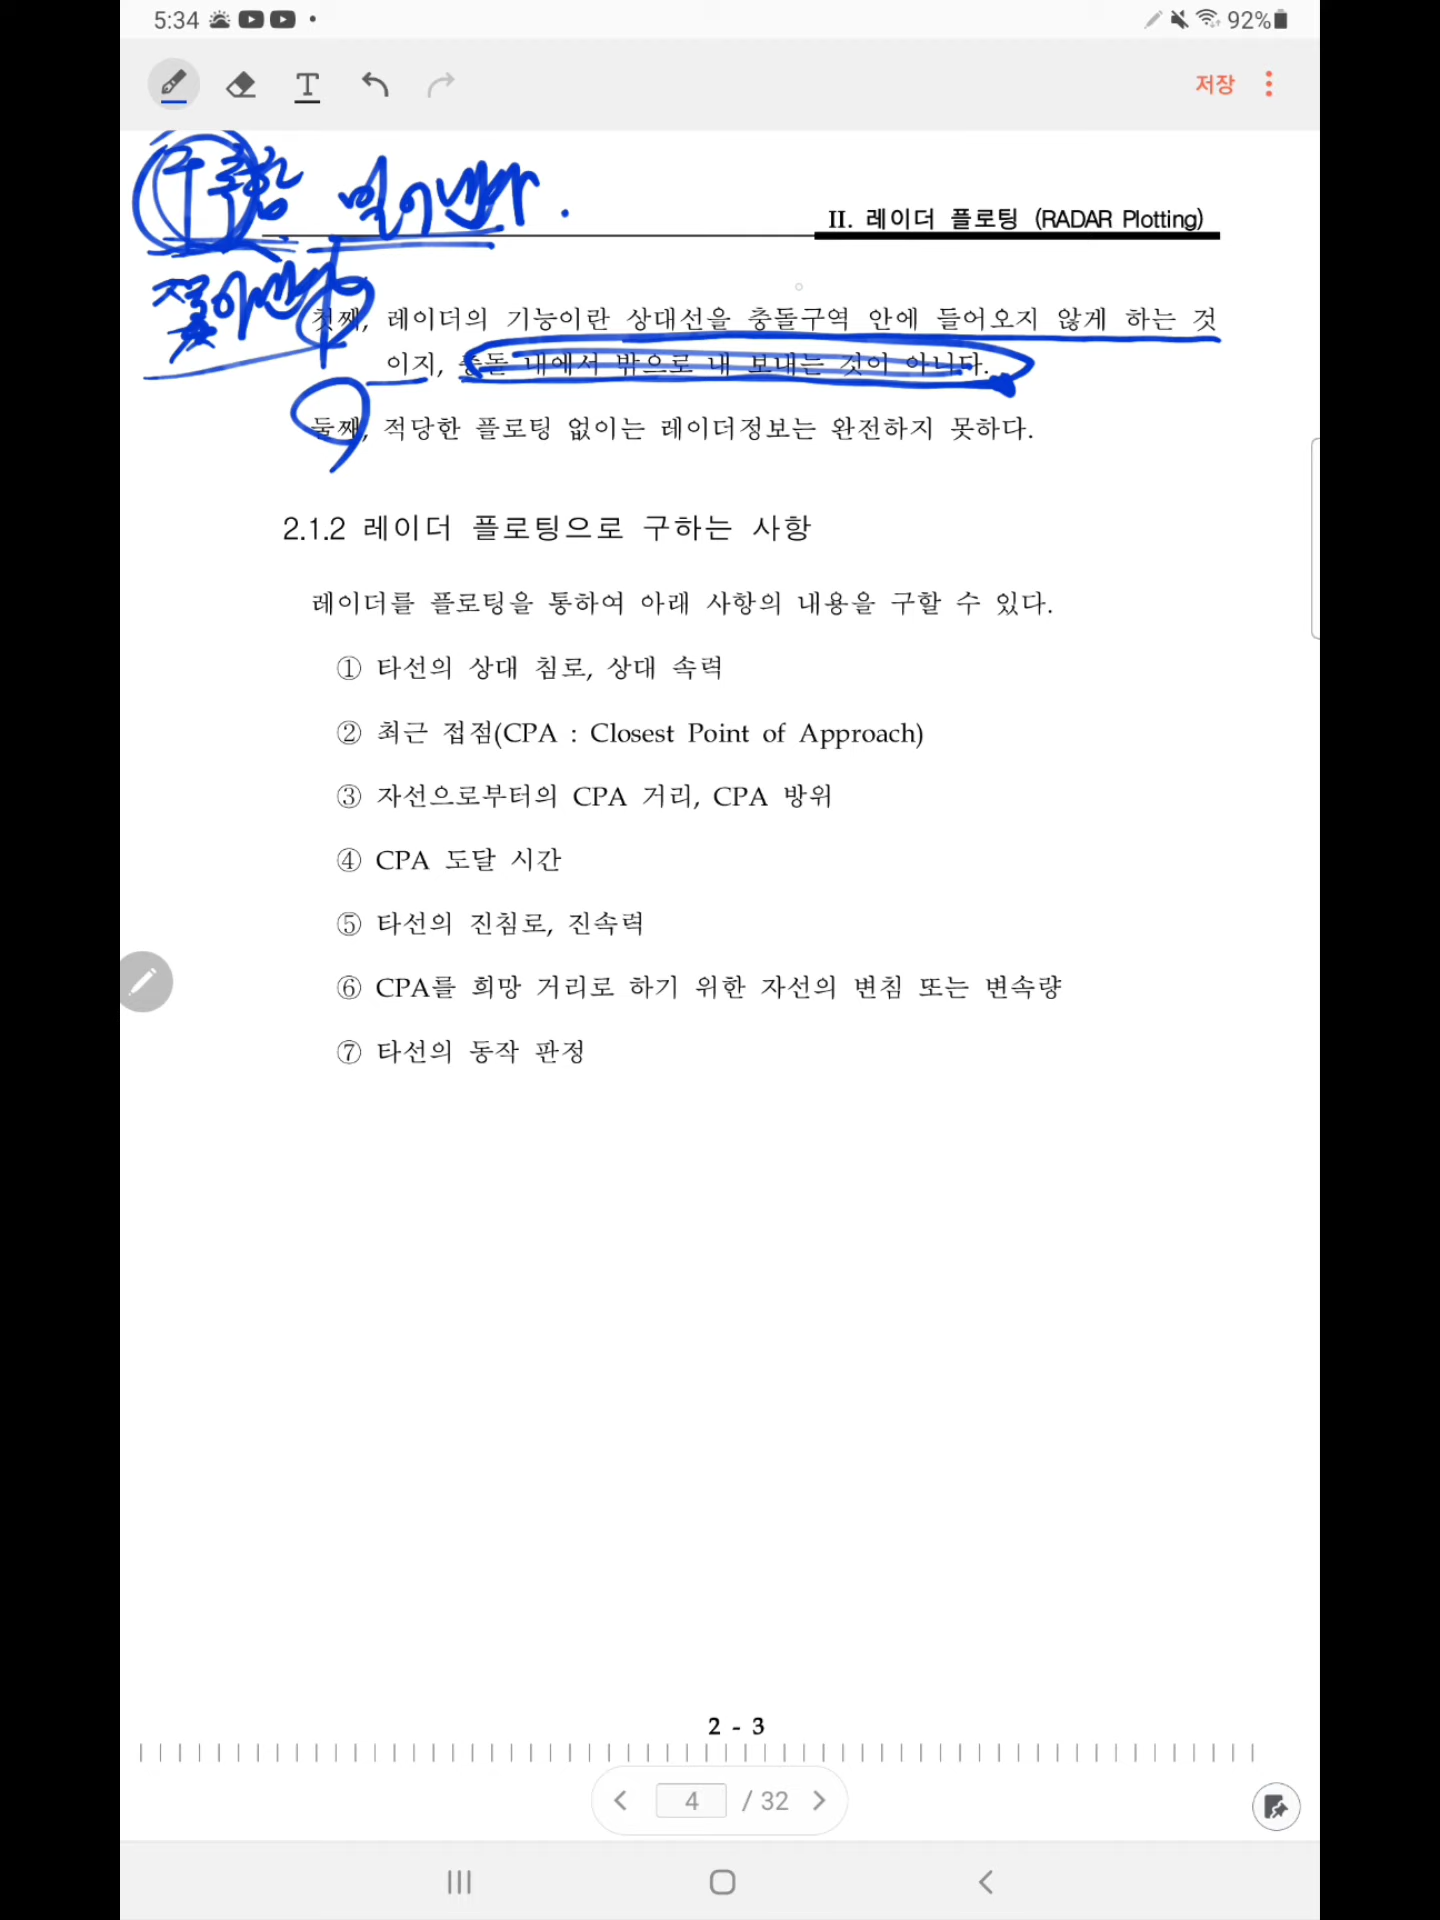 5:34
92%
저장
II. 레이더 플로팅 (RADAR Plotting)
첫째, 레이더의 기능이란 상대선을 충돌구역 안에 들어오지 않게 하는 것
이지, 충돌 내에서 밖으로 내 보내는 것이 아니다.
둘째, 적당한 플로팅 없이는 레이더정보는 완전하지 못하다.
2.1.2 레이더 플로팅으로 구하는 사항
레이더를 플로팅을 통하여 아래 사항의 내용을 구할 수 있다.
① 타선의 상대 침로, 상대 속력
② 최근 접점(CPA : Closest Point of Approach)
③ 자선으로부터의 CPA 거리, CPA 방위
④ CPA 도달 시간
⑤ 타선의 진침로, 진속력
⑥ CPA를 희망 거리로 하기 위한 자선의 변침 또는 변속량
⑦ 타선의 동작 판정
2 - 3
4 / 32